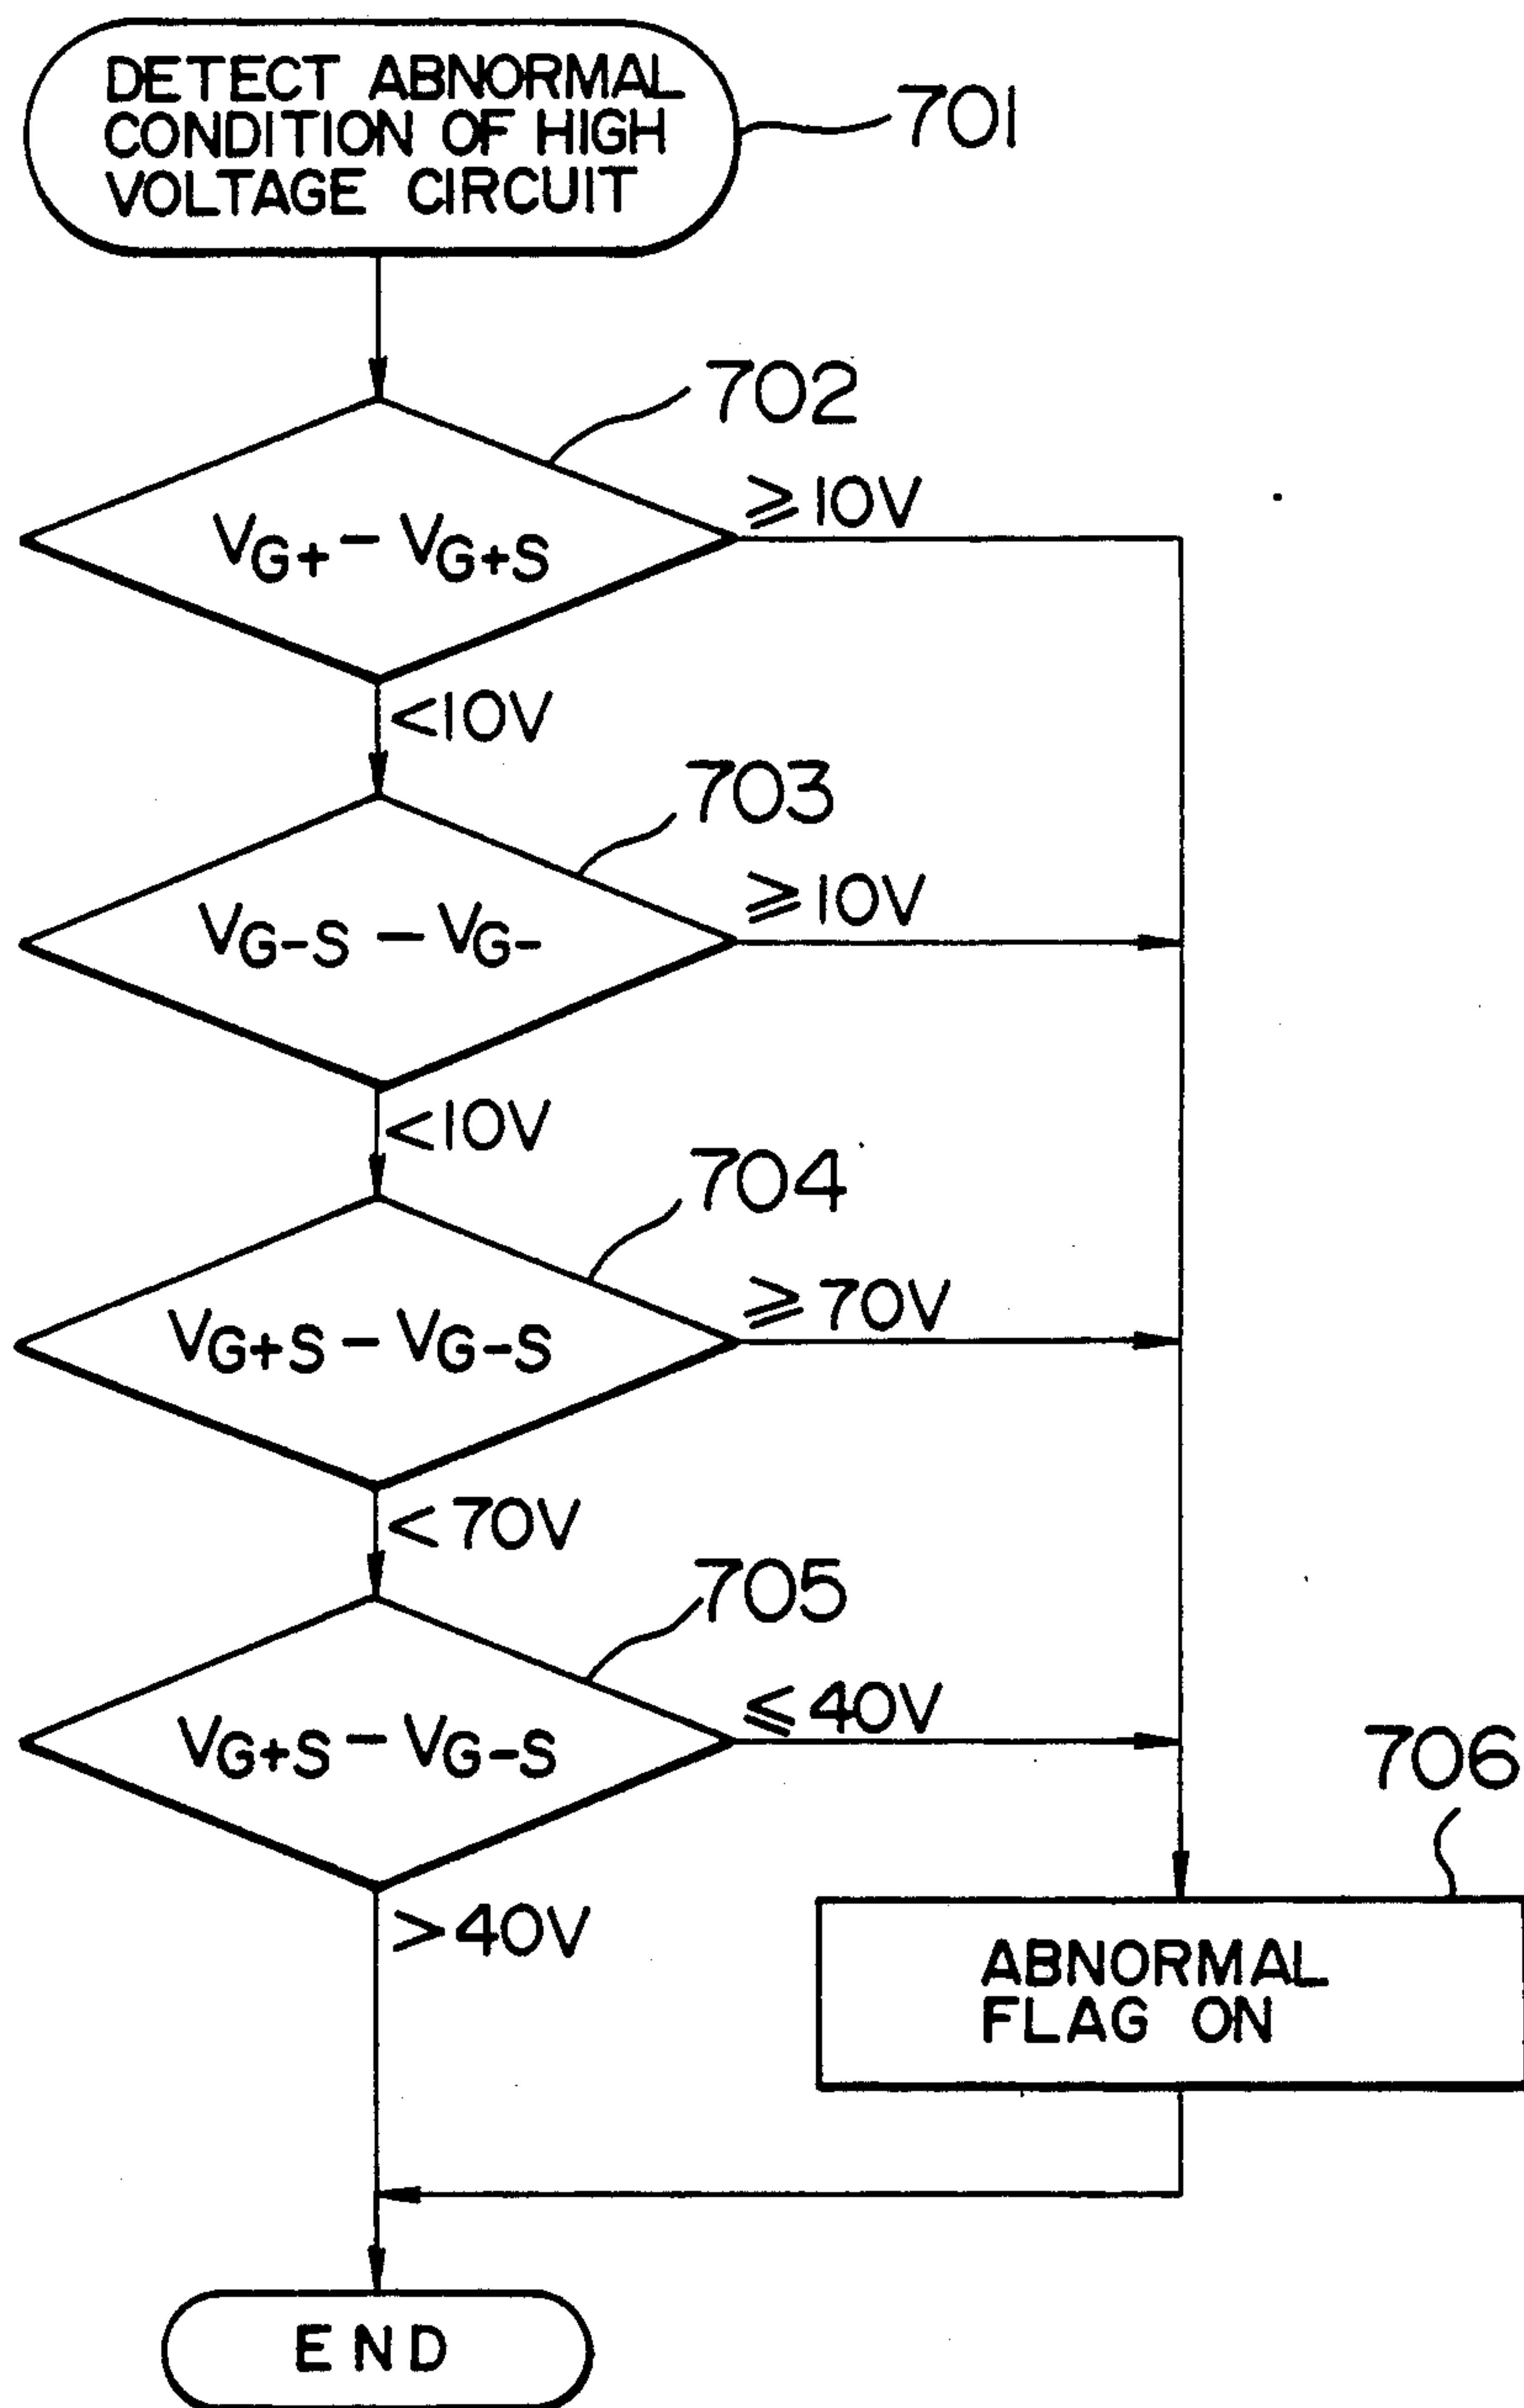 DETECT ABNORMAL
CONDITION OF HIGH
VOLTAGE CIRCUIT
701
702
≥10V
VG+ − VG+S
<10V
703
≥10V
VG−S − VG−
<10V
704
≥70V
VG+S − VG−S
<70V
705
≤40V
VG+S − VG−S
706
>40V
ABNORMAL
FLAG ON
END